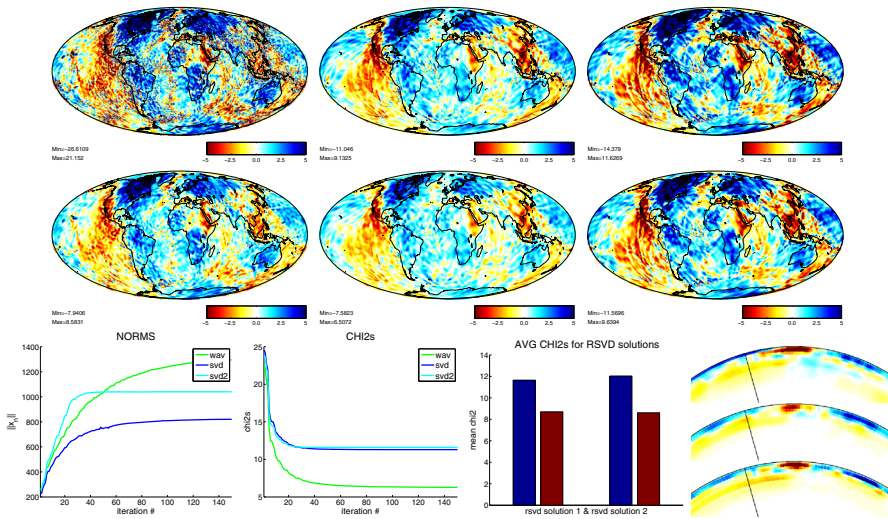 Min=-26.6109
Max=21.152
-5 -2.5 0.0 2.5 5
Min=-11.046
Max=9.1325
-5 -2.5 0.0 2.5 5
Min=-14.379
Max=11.6269
-5 -2.5 0.0 2.5 5
Min=-7.9406
Max=8.5831
-5 -2.5 0.0 2.5 5
Min=-7.5823
Max=6.5072
-5 -2.5 0.0 2.5 5
Min=-11.5696
Max=9.6394
-5 -2.5 0.0 2.5 5
NORMS
1400
1200
1000
800
600
400
200
||x_n||
wav
svd
svd2
20 40 60 80 100 120 140
iteration #
CHI2s
25
20
15
10
5
chi2s
wav
svd
svd2
20 40 60 80 100 120 140
iteration #
AVG CHI2s for RSVD solutions
14
12
10
8
6
4
2
0
mean chi2
rsvd solution 1 & rsvd solution 2